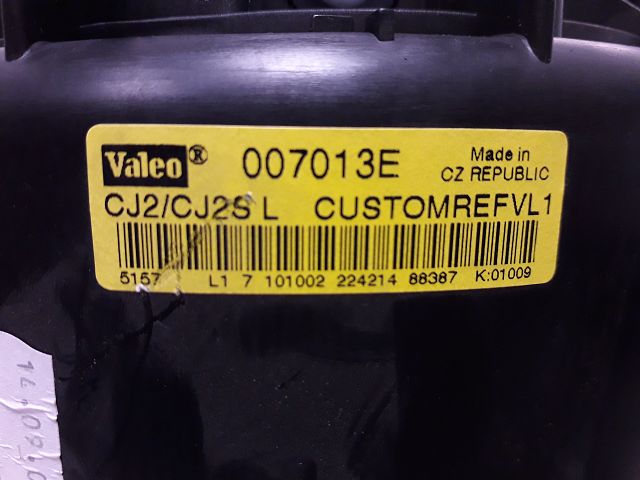 Valeo® 007013E Made in
CZ REPUBLIC
CJ2/CJ2S L CUSTOMREFVL1
5157 L1 7 101002 224214 88387 K:01009